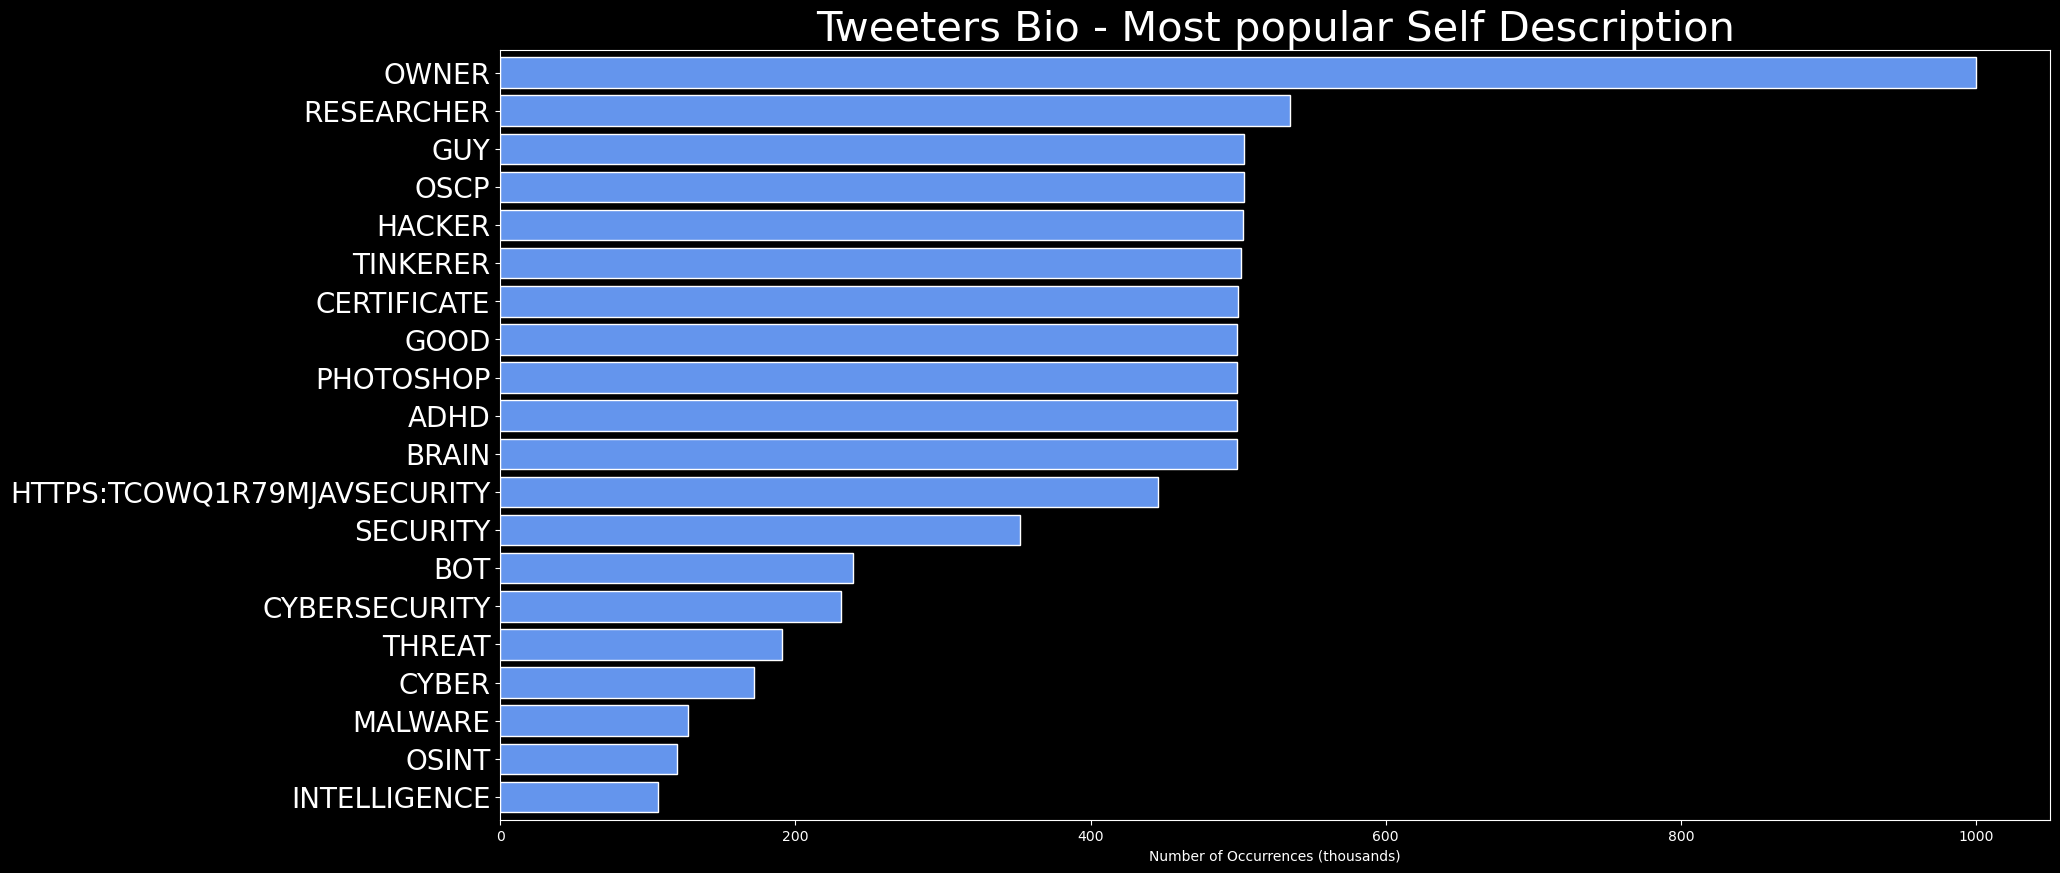 Tweeters Bio - Most popular Self Description
OWNER
RESEARCHER
GUY
OSCP
HACKER
TINKERER
CERTIFICATE
GOOD
PHOTOSHOP
ADHD
BRAIN
HTTPS:TCOWQ1R79MJAVSECURITY
SECURITY
BOT
CYBERSECURITY
THREAT
CYBER
MALWARE
OSINT
INTELLIGENCE
0 200 400 600 800 1000
Number of Occurrences (thousands)